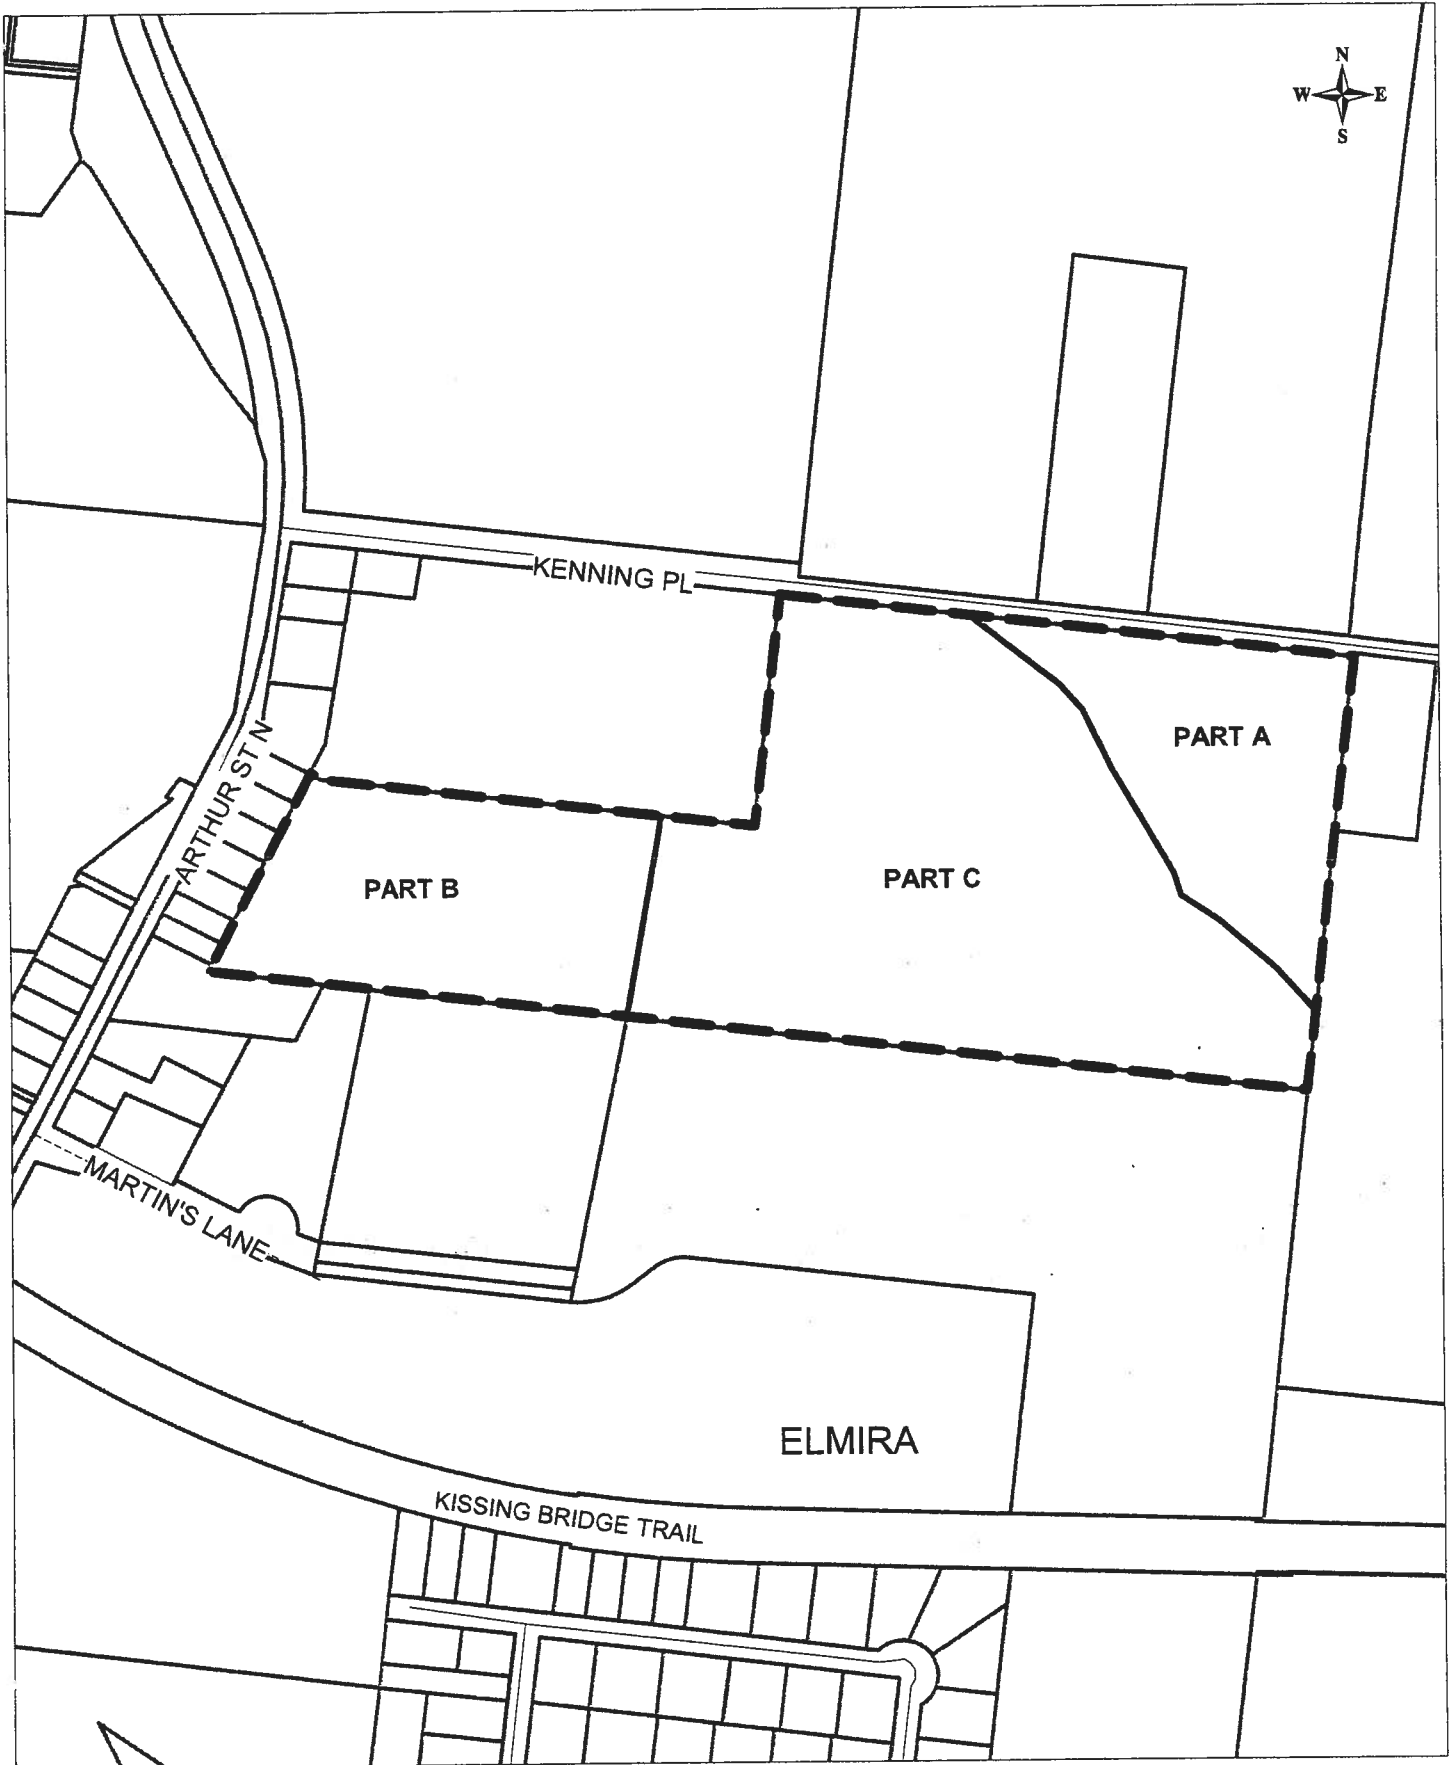 N
W E
S
KENNING PL
ARTHUR ST N
PART A
PART B
PART C
MARTIN'S LANE
ELMIRA
KISSING BRIDGE TRAIL